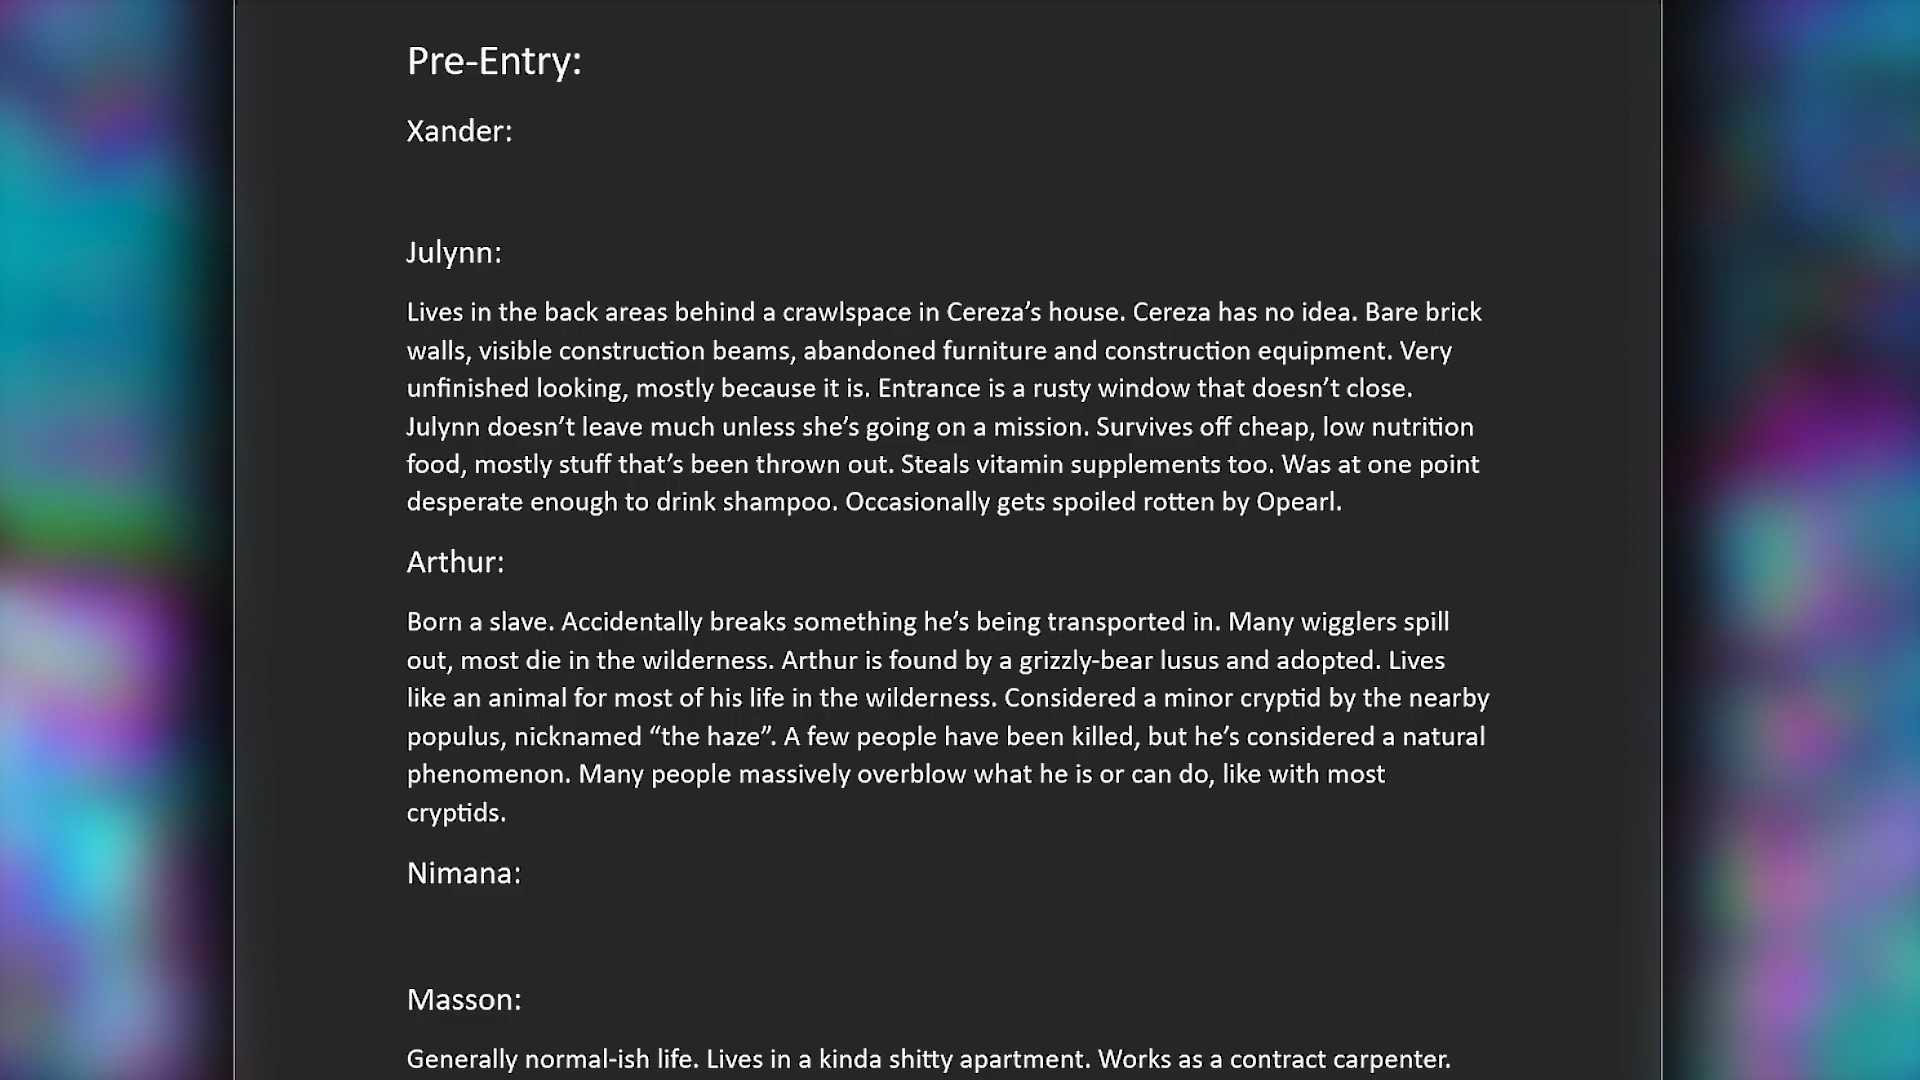 Pre-Entry:
Xander:
Julynn:
Lives in the back areas behind a crawlspace in Cereza’s house. Cereza has no idea. Bare brick
walls, visible construction beams, abandoned furniture and construction equipment. Very
unfinished looking, mostly because it is. Entrance is a rusty window that doesn’t close.
Julynn doesn’t leave much unless she’s going on a mission. Survives off cheap, low nutrition
food, mostly stuff that’s been thrown out. Steals vitamin supplements too. Was at one point
desperate enough to drink shampoo. Occasionally gets spoiled rotten by Opearl.
Arthur:
Born a slave. Accidentally breaks something he’s being transported in. Many wigglers spill
out, most die in the wilderness. Arthur is found by a grizzly-bear lusus and adopted. Lives
like an animal for most of his life in the wilderness. Considered a minor cryptid by the nearby
populus, nicknamed “the haze”. A few people have been killed, but he’s considered a natural
phenomenon. Many people massively overblow what he is or can do, like with most
cryptids.
Nimana:
Masson:
Generally normal-ish life. Lives in a kinda shitty apartment. Works as a contract carpenter.